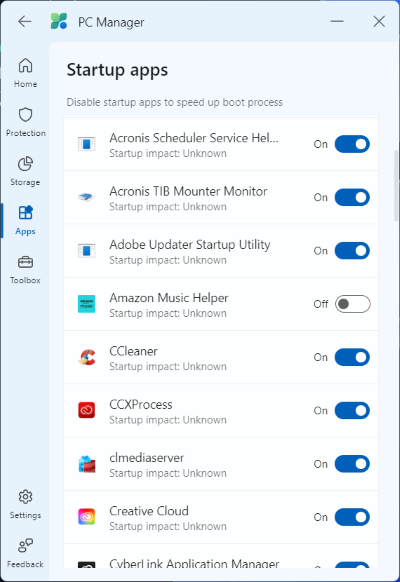 PC Manager
Startup apps
Disable startup apps to speed up boot process
Home
Protection
Storage
Apps
Toolbox
Settings
Feedback
Acronis Scheduler Service Hel...
Startup impact: Unknown
On
Acronis TIB Mounter Monitor
Startup impact: Unknown
On
Adobe Updater Startup Utility
Startup impact: Unknown
On
amazon
music
Amazon Music Helper
Startup impact: Unknown
Off
CCleaner
Startup impact: Unknown
On
CCXProcess
Startup impact: Unknown
On
clmediaserver
Startup impact: Unknown
On
Creative Cloud
Startup impact: Unknown
On
CyberLink Application Manager
On